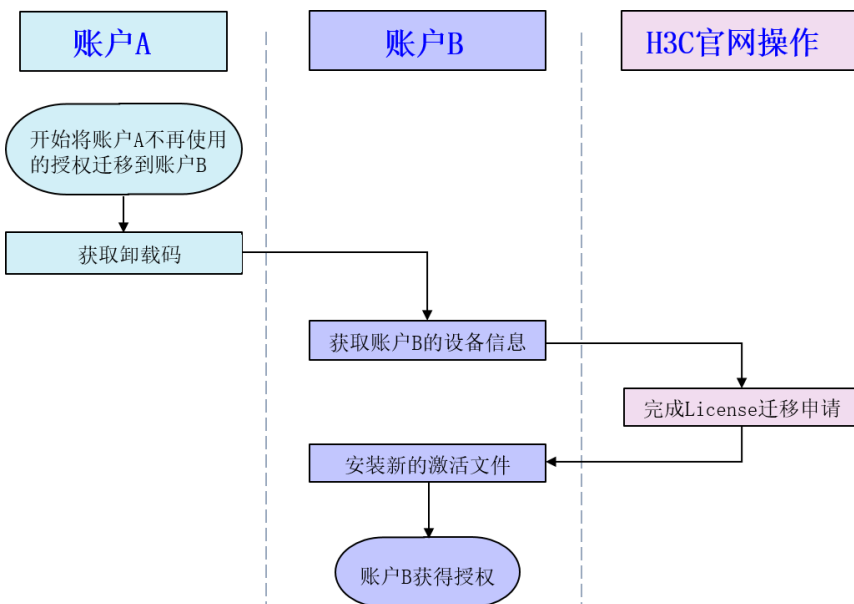 账户A
账户B
H3C官网操作
开始将账户A不再使用
的授权迁移到账户B
获取卸载码
获取账户B的设备信息
完成License迁移申请
安装新的激活文件
账户B获得授权